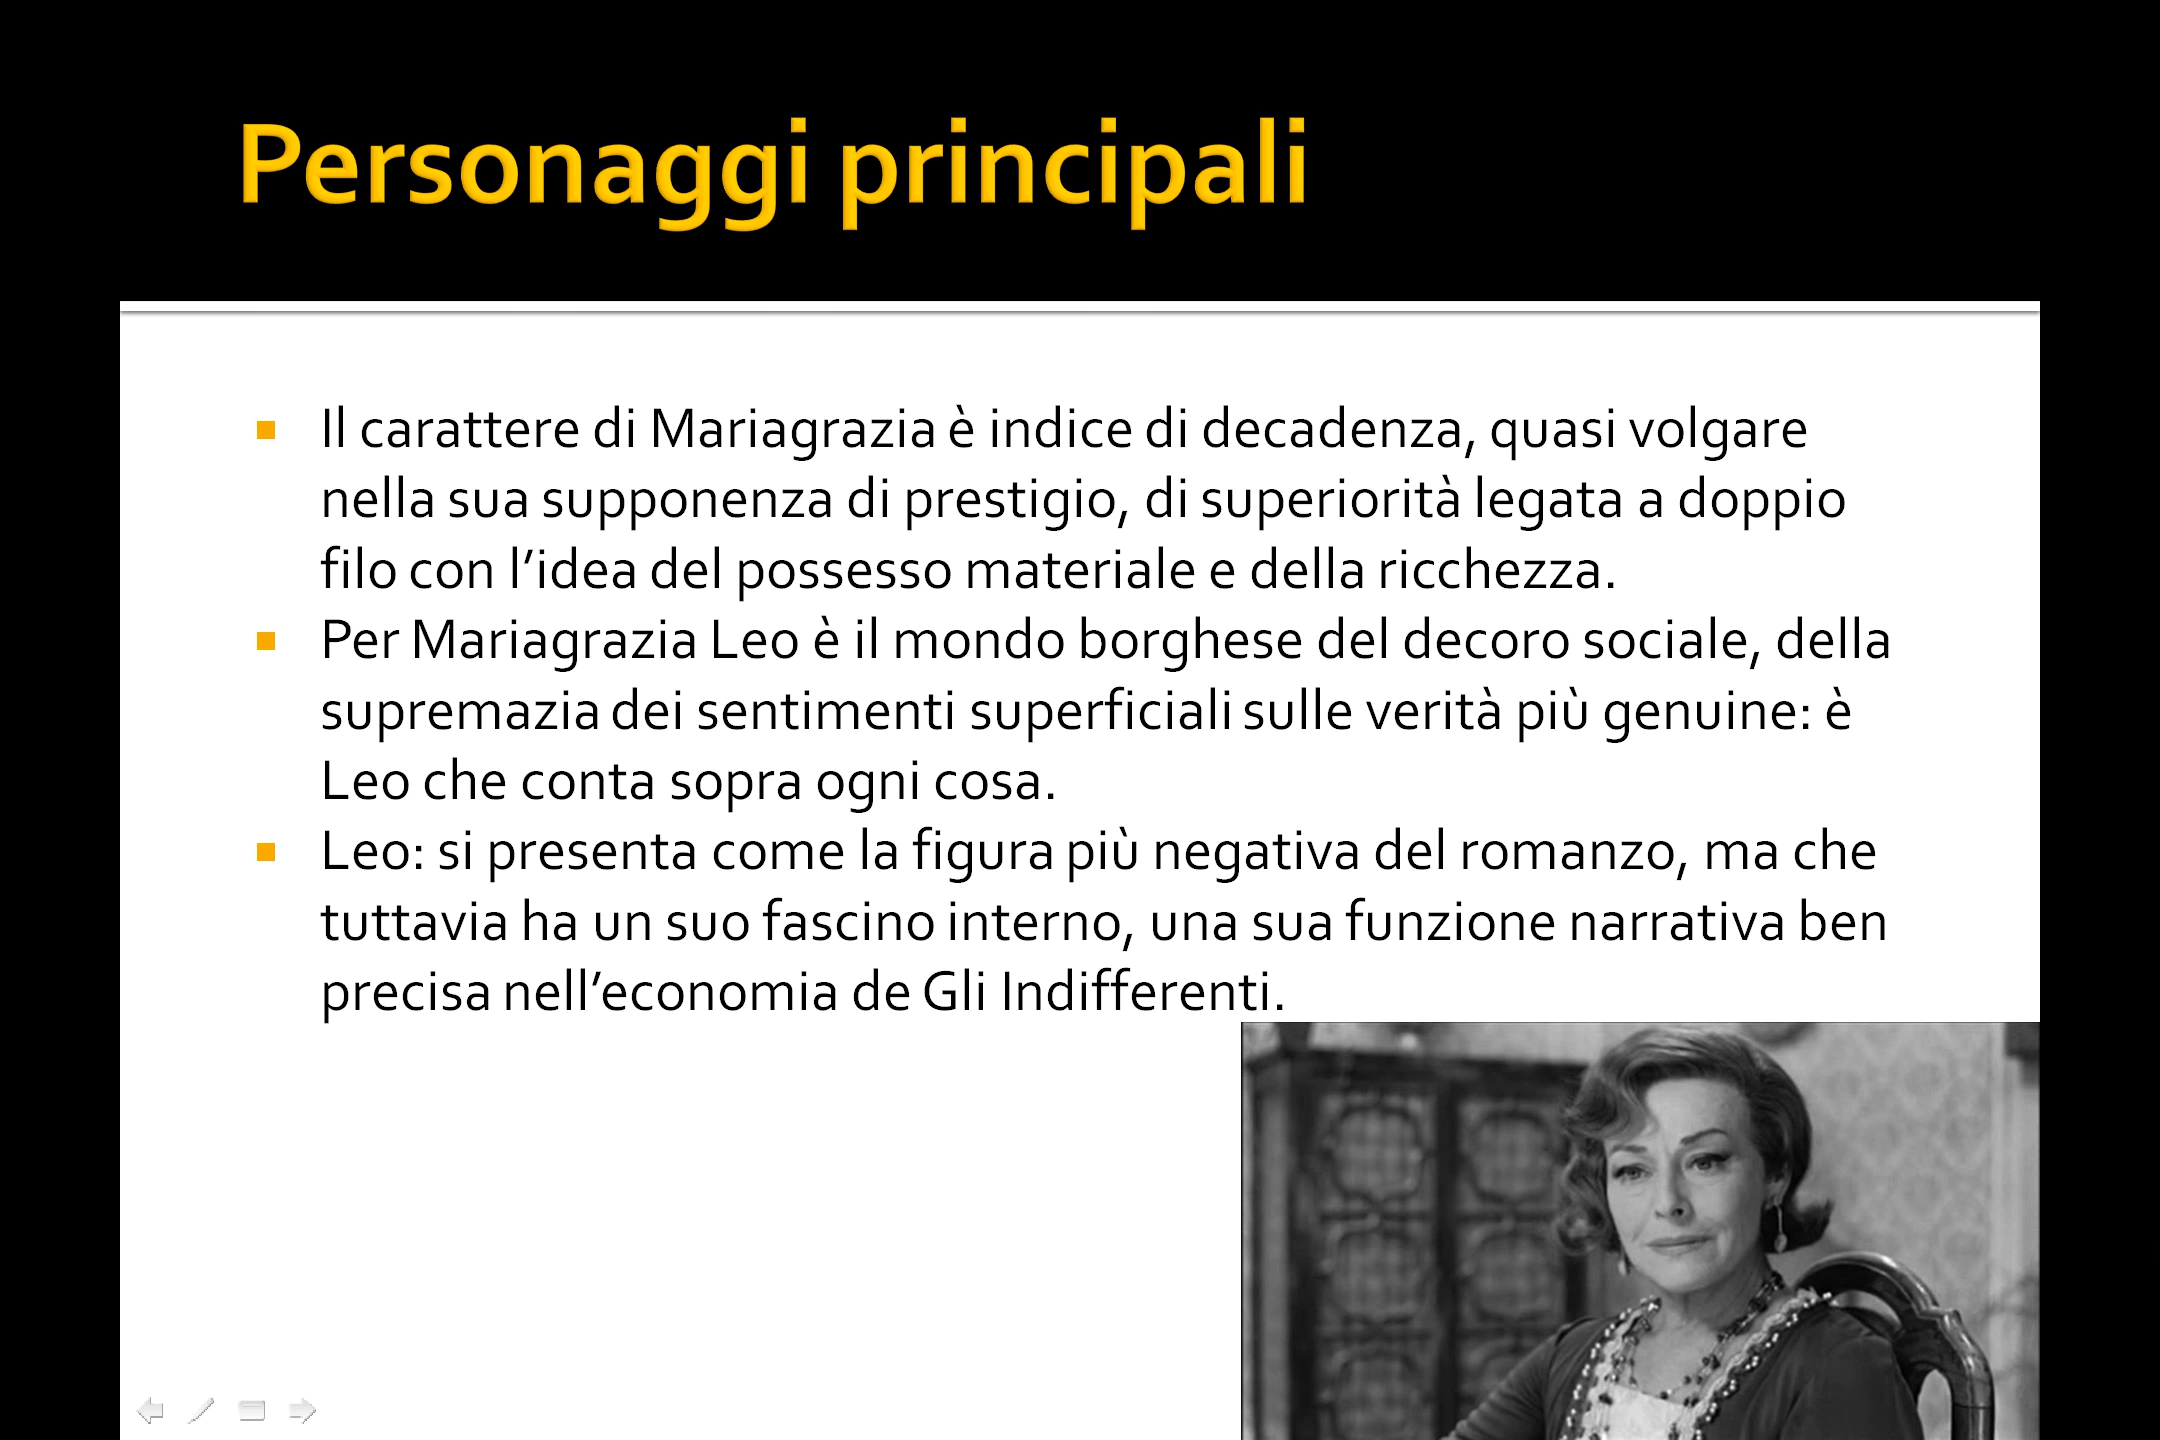 Personaggi principali
Il carattere di Mariagrazia è indice di decadenza, quasi volgare
nella sua supponenza di prestigio, di superiorità legata a doppio
filo con l’idea del possesso materiale e della ricchezza.
Per Mariagrazia Leo è il mondo borghese del decoro sociale, della
supremazia dei sentimenti superficiali sulle verità più genuine: è
Leo che conta sopra ogni cosa.
Leo: si presenta come la figura più negativa del romanzo, ma che
tuttavia ha un suo fascino interno, una sua funzione narrativa ben
precisa nell’economia de Gli Indifferenti.